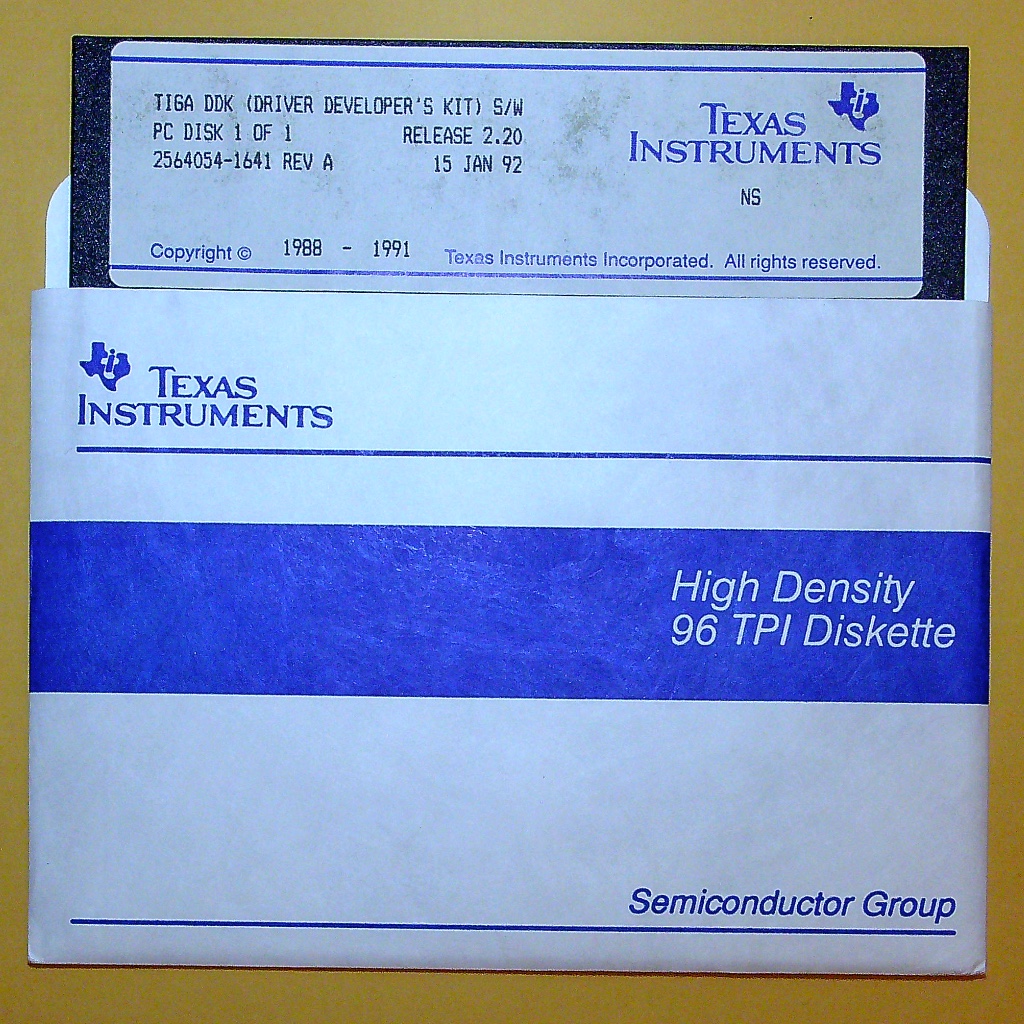 TIGA DDK (DRIVER DEVELOPER'S KIT) S/W
PC DISK 1 OF 1 RELEASE 2.20
2564054-1641 REV A 15 JAN 92
TEXAS
INSTRUMENTS
NS
Copyright © 1988 - 1991 Texas Instruments Incorporated. All rights reserved.
TEXAS
INSTRUMENTS
High Density
96 TPI Diskette
Semiconductor Group